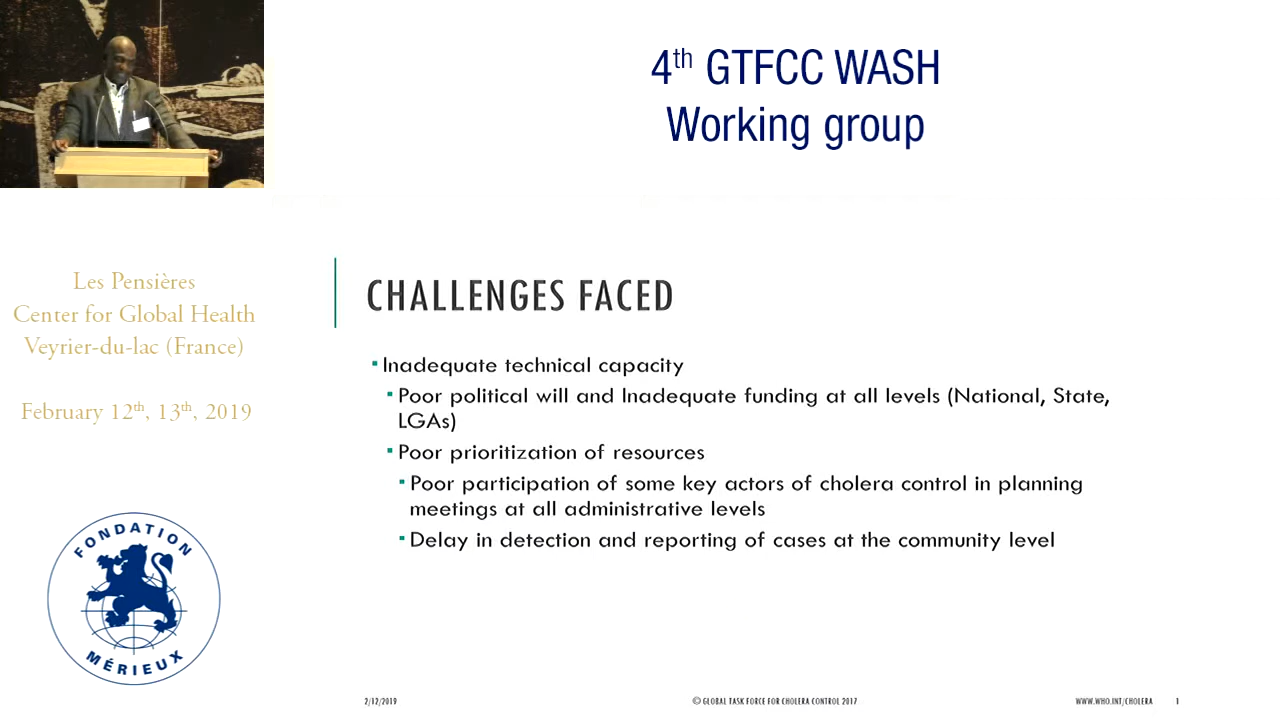 4th GTFCC WASH
Working group
Les Pensières
Center for Global Health
Veyrier-du-lac (France)
February 12th, 13th, 2019
FONDATION
MÉRIEUX
CHALLENGES FACED
▪Inadequate technical capacity
▪Poor political will and Inadequate funding at all levels (National, State,
LGAs)
▪Poor prioritization of resources
▪Poor participation of some key actors of cholera control in planning
meetings at all administrative levels
▪Delay in detection and reporting of cases at the community level
2/12/2019
© GLOBAL TASK FORCE FOR CHOLERA CONTROL 2017
WWW.WHO.INT/CHOLERA
1